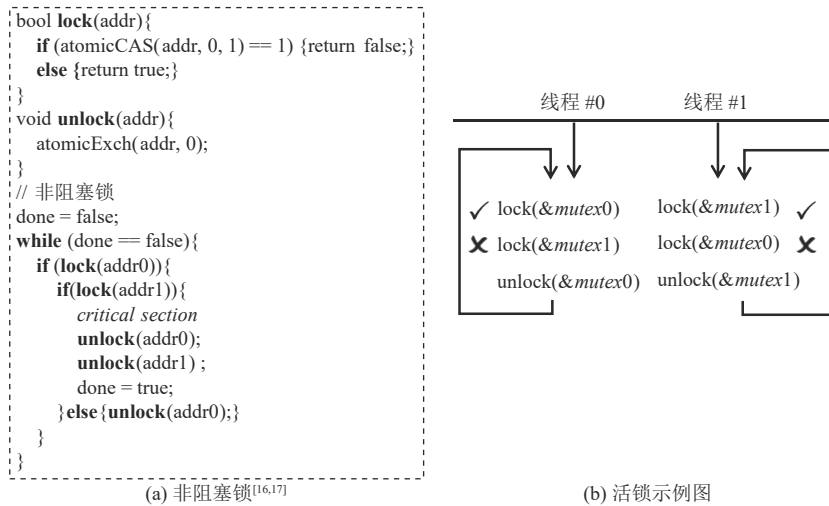 bool lock(addr){
if (atomicCAS(addr, 0, 1) == 1) {return false;}
else {return true;}
}
void unlock(addr){
atomicExch(addr, 0);
}
// 非阻塞锁
done = false;
while (done == false){
if (lock(addr0)){
if(lock(addr1)){
critical section
unlock(addr0);
unlock(addr1) ;
done = true;
}else{unlock(addr0);}
}
}
(a) 非阻塞锁[16,17]
线程 #0 线程 #1
✓ lock(&mutex0) lock(&mutex1) ✓
✗ lock(&mutex1) lock(&mutex0) ✗
unlock(&mutex0) unlock(&mutex1)
(b) 活锁示例图